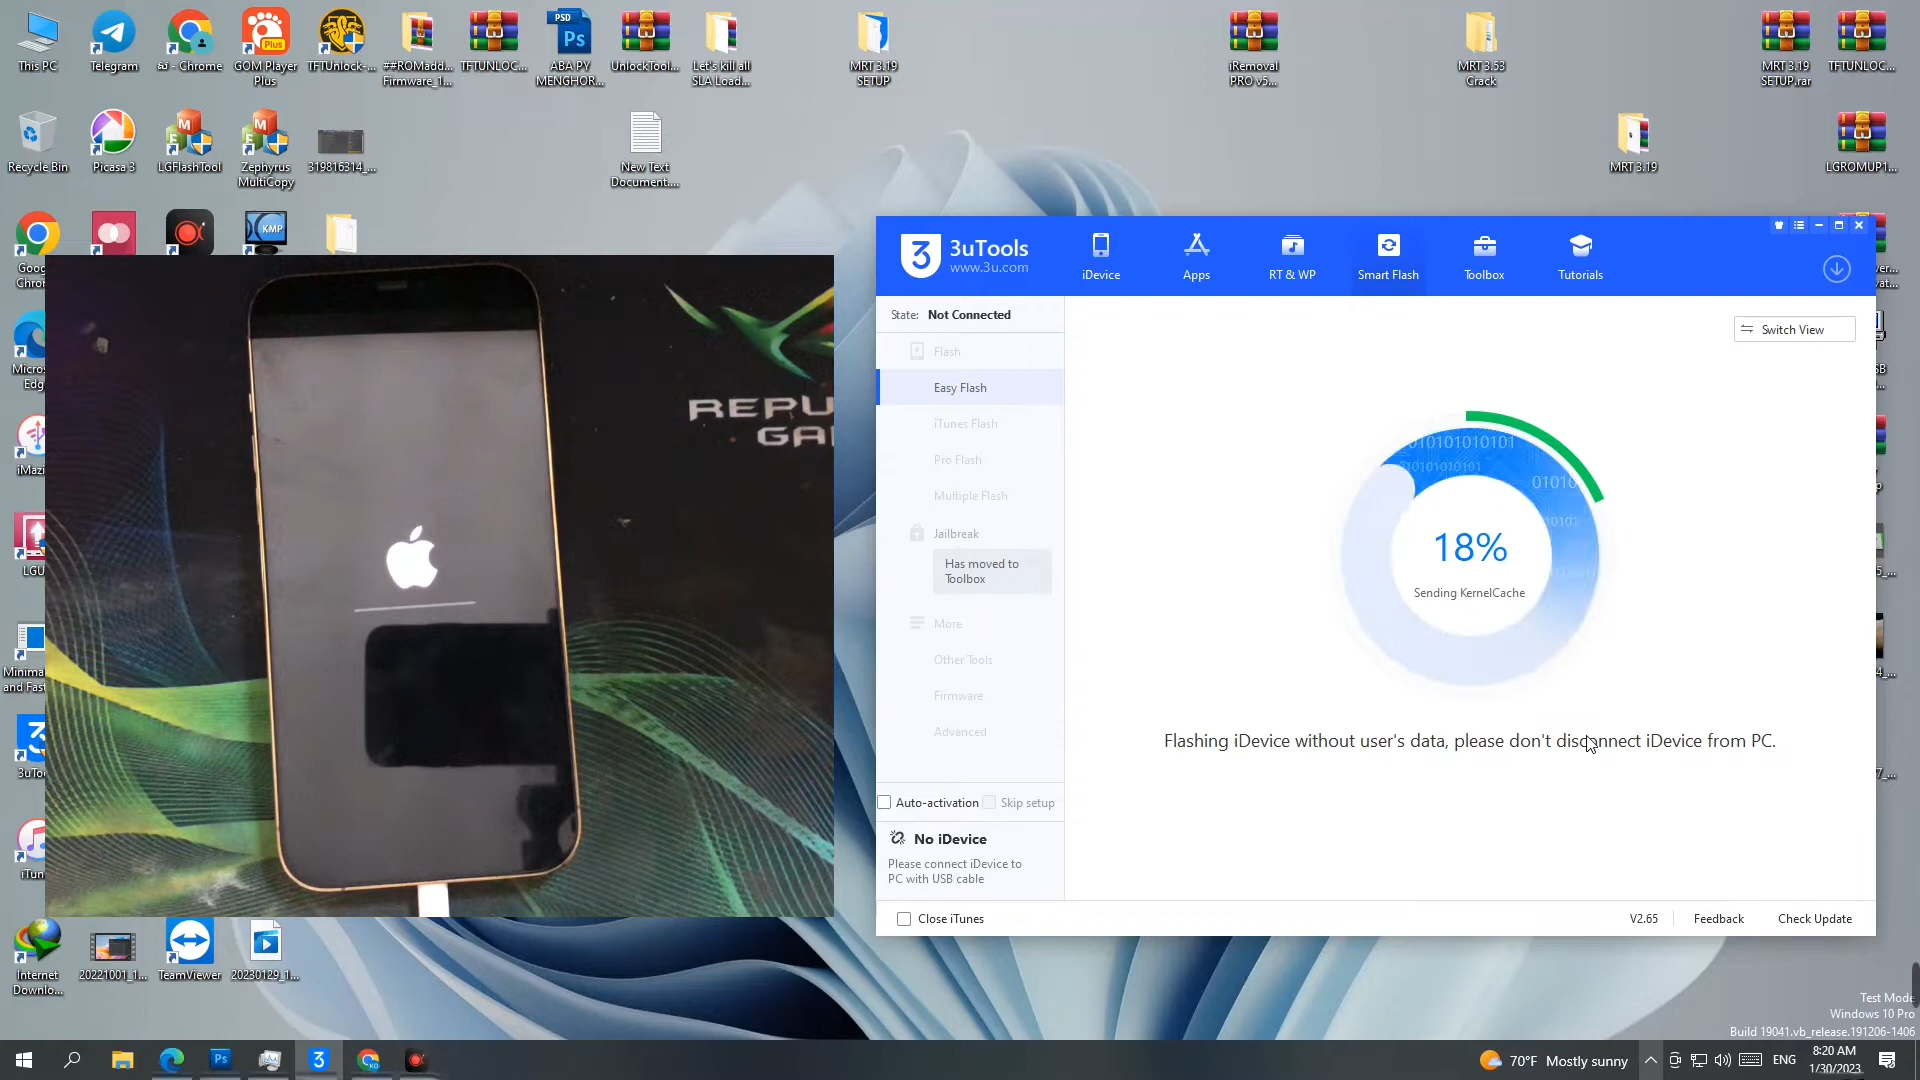 This PC
Telegram
ඎ - Chrome
GOM Player
Plus
TFTUnlock-...
##ROMadd...
Firmware_1...
TFTUNLOC...
PSD
Ps
ABA PY
MENGHOR...
UnlockTool...
Let's kill all
SLA Load...
MRT 3.19
SETUP
iRemoval
PRO v5...
MRT 3.53
Crack
MRT 3.19
SETUP.rar
TFTUNLOC...
Recycle Bin
Picasa 3
LGFlashTool
Zephyrus
MultiCopy
319816314_...
New Text
Document....
MRT 3.19
LGROMUP1...
KMP
3
3uTools
www.3u.com
iDevice
Apps
RT & WP
Smart Flash
Toolbox
Tutorials
State: Not Connected
Switch View
Flash
Easy Flash
iTunes Flash
Pro Flash
Multiple Flash
Jailbreak
Has moved to
Toolbox
More
Other Tools
Firmware
Advanced
18%
Sending KernelCache
Flashing iDevice without user's data, please don't disconnect iDevice from PC.
Auto-activation
Skip setup
No iDevice
Please connect iDevice to
PC with USB cable
Close iTunes
V2.65
Feedback
Check Update
REPU
GA
Internet
Downlo...
20221001_1...
TeamViewer
20230129_1...
Test Mode
Windows 10 Pro
Build 19041.vb_release.191206-1406
70°F Mostly sunny
ENG
8:20 AM
1/30/2023